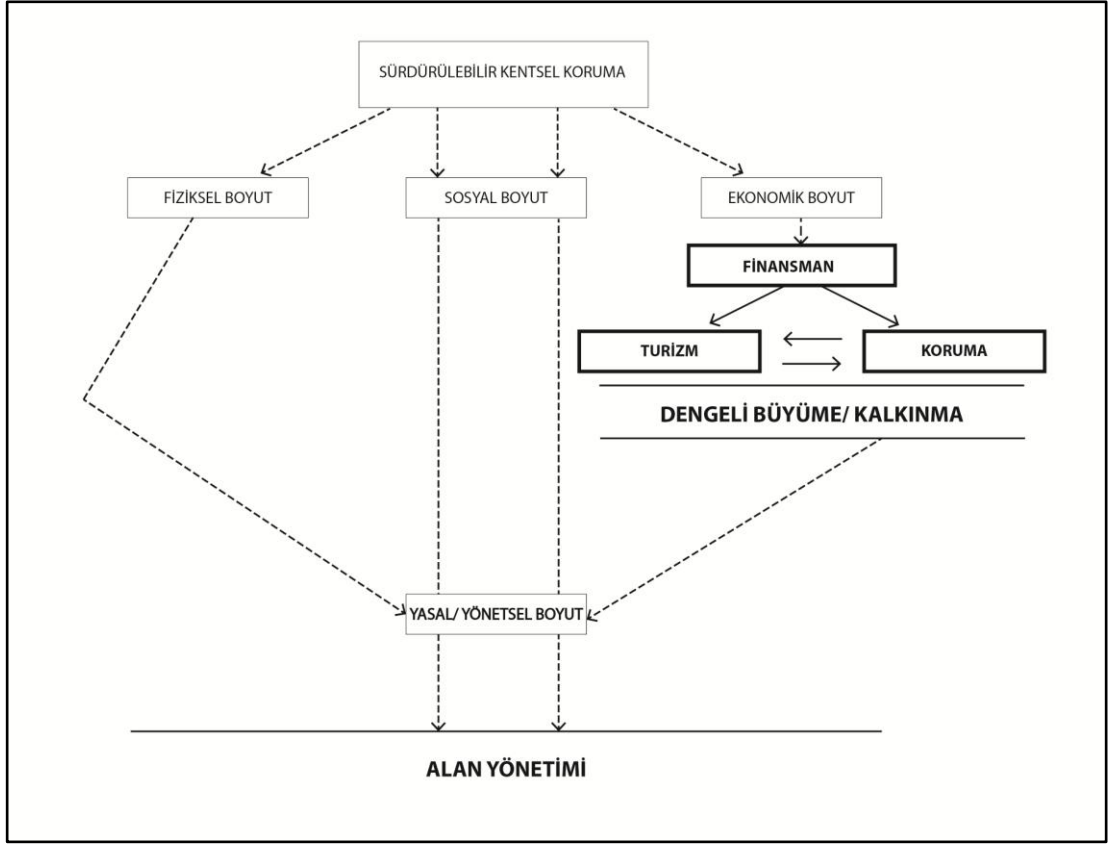 SÜRDÜRÜLEBİLİR KENTSEL KORUMA
FİZİKSEL BOYUT
SOSYAL BOYUT
EKONOMİK BOYUT
FİNANSMAN
TURİZM
KORUMA
DENGELİ BÜYÜME/ KALKINMA
YASAL/ YÖNETSEL BOYUT
ALAN YÖNETİMİ